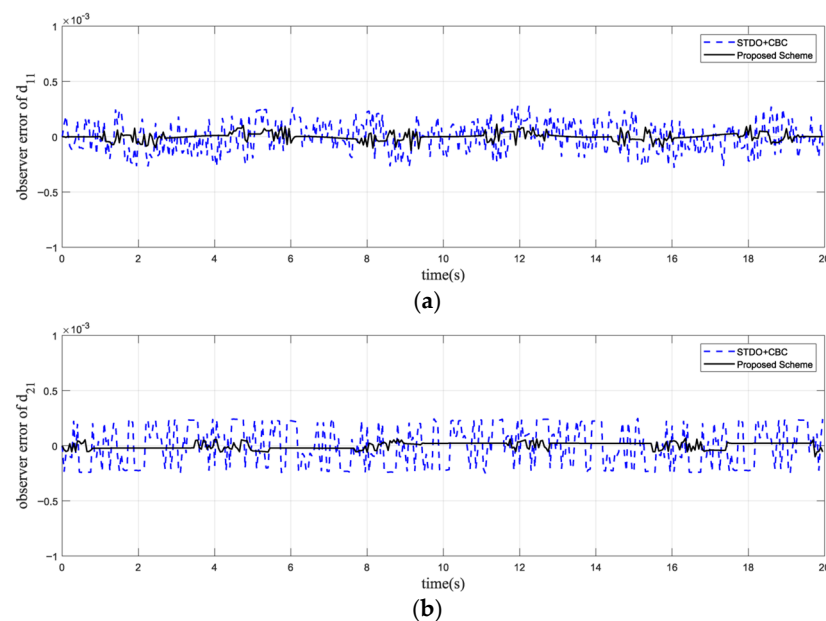 ×10⁻³
1
0.5
0
−0.5
−1
observer error of d₁₁
STDO+CBC
Proposed Scheme
0 2 4 6 8 10 12 14 16 18 20
time(s)
(a)
×10⁻³
1
0.5
0
−0.5
−1
observer error of d₂₁
STDO+CBC
Proposed Scheme
0 2 4 6 8 10 12 14 16 18 20
time(s)
(b)